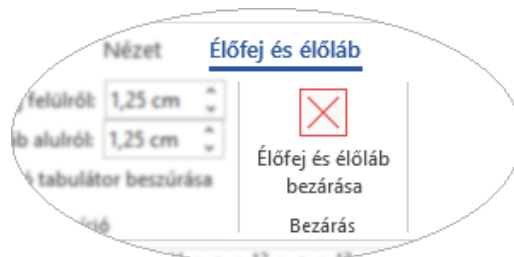 Nézet Élőfej és élőláb
felülről: 1,25 cm
alulról: 1,25 cm
tabulátor beszúrása
Élőfej és élőláb
bezárása
Bezárás